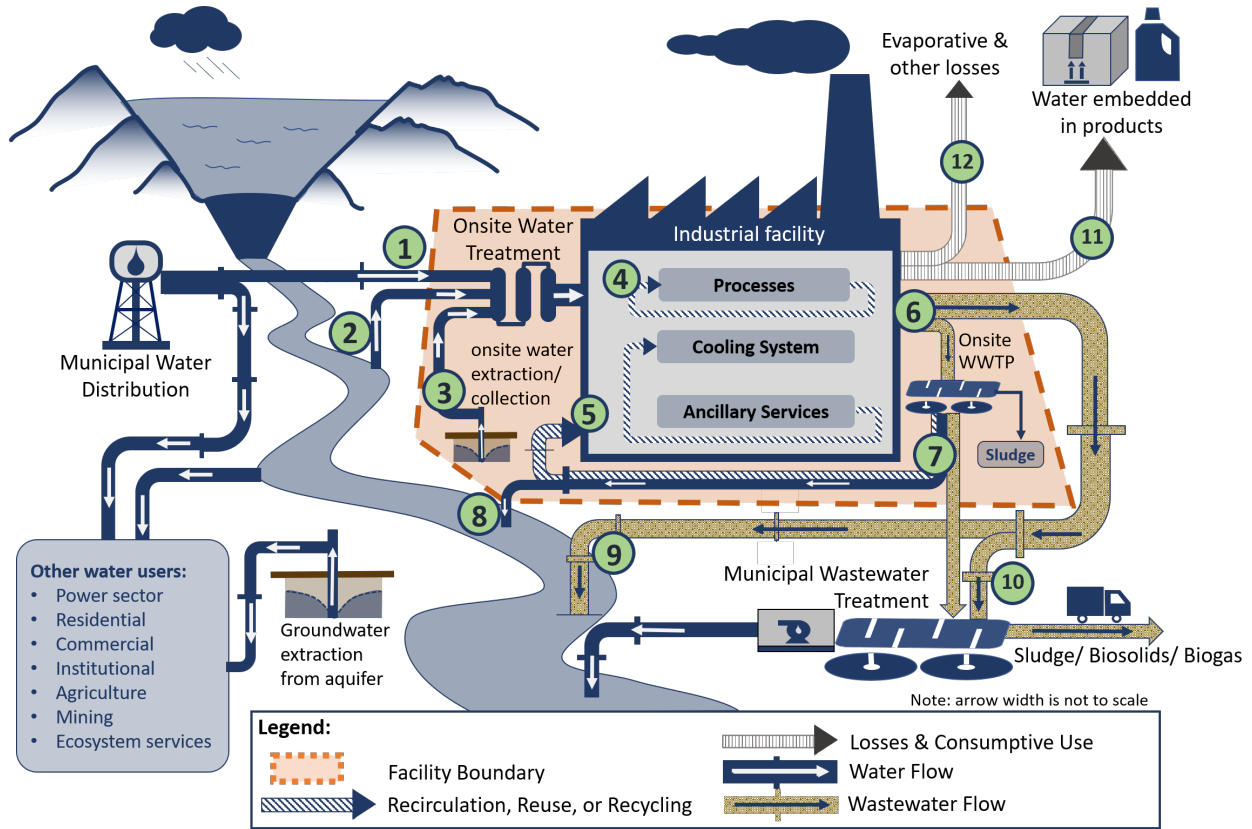 Evaporative &
other losses
Water embedded
in products
12
11
1
Onsite Water
Treatment
Industrial facility
4
Processes
2
6
Municipal Water
Distribution
onsite water
extraction/
collection
3
Cooling System
Onsite
WWTP
5
Ancillary Services
7
Sludge
8
9
10
Other water users:
• Power sector
• Residential
• Commercial
• Institutional
• Agriculture
• Mining
• Ecosystem services
Groundwater
extraction
from aquifer
Municipal Wastewater
Treatment
Sludge/ Biosolids/ Biogas
Note: arrow width is not to scale
Legend:
Facility Boundary
Recirculation, Reuse, or Recycling
Losses & Consumptive Use
Water Flow
Wastewater Flow